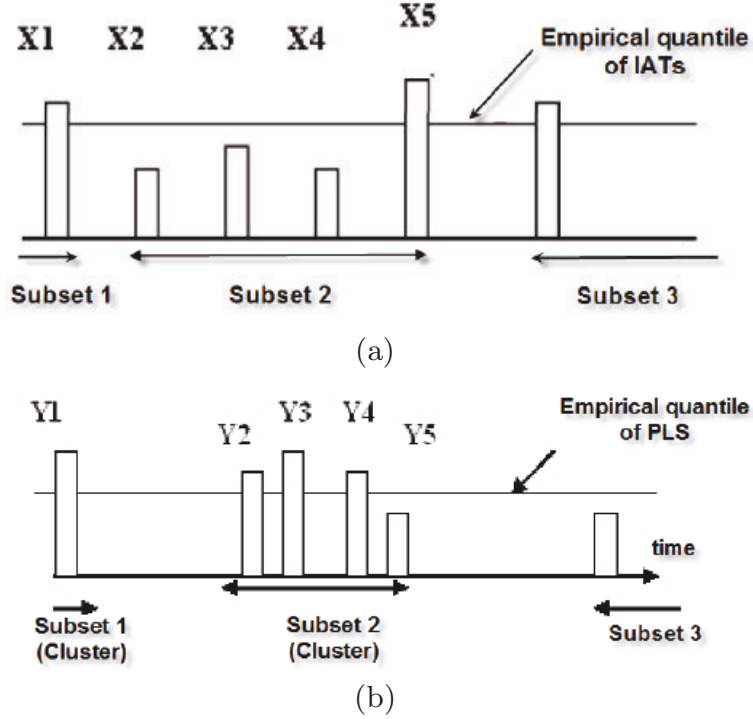 X1 X2 X3 X4 X5
Empirical quantile
of IATs
Subset 1 Subset 2 Subset 3
(a)
Y1 Y2 Y3 Y4 Y5
Empirical quantile
of PLS
time
Subset 1
(Cluster)
Subset 2
(Cluster)
Subset 3
(b)